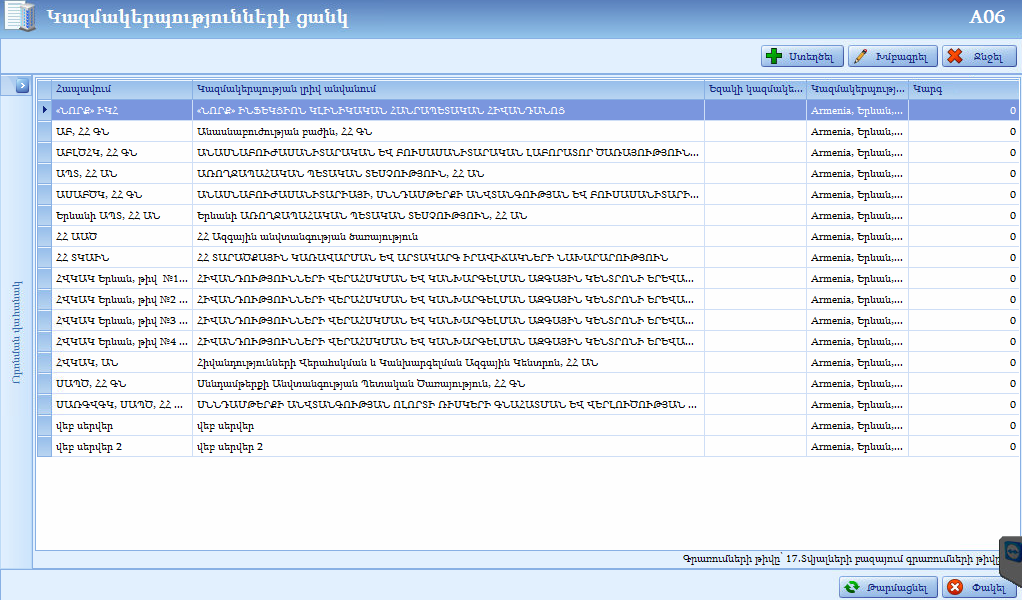 Կազմակերպությունների ցանկ A06
Ստեղծել Խմբագրել Ջնջել
Հապավում Կազմակերպության լրիվ անվանում Եզակի կազմակե... Կազմակերպությ... Կարգ
«ՆՈՐՔ» ԻԿՀ «ՆՈՐՔ» ԻՆՖԵԿՑԻՈՆ ԿԼԻՆԻԿԱԿԱՆ ՀԱՆՐԱՊԵՏԱԿԱՆ ՀԻՎԱՆԴԱՆՈՑ Armenia, Երևան,... 0
ԱԲ, ՀՀ ԳՆ Անասնաբուժության բաժին, ՀՀ ԳՆ Armenia, Երևան,... 0
ԱԲԼԾՀԿ, ՀՀ ԳՆ ԱՆԱՍՆԱԲՈՒԺԱՍԱՆԻՏԱՐԱԿԱՆ ԵՎ ԲՈՒՍԱՍԱՆԻՏԱՐԱԿԱՆ ԼԱԲՈՐԱՏՈՐ ԾԱՌԱՅՈՒԹՅՈՒՆ... Armenia, Երևան,... 0
ԱՊՏ, ՀՀ ԱՆ ԱՌՈՂՋԱՊԱՀԱԿԱՆ ՊԵՏԱԿԱՆ ՏԵՍՉՈՒԹՅՈՒՆ, ՀՀ ԱՆ Armenia, Երևան,... 0
ԱՍԱԲԾԿ, ՀՀ ԳՆ ԱՆԱՍՆԱԲՈՒԺԱՍԱՆԻՏԱՐԻԱՅԻ, ՍՆՆԴԱՄԹԵՐՔԻ ԱՆՎՏԱՆԳՈՒԹՅԱՆ ԵՎ ԲՈՒՍԱՍԱՆԻՏԱՐԻ... Armenia, Երևան,... 0
Երևանի ԱՊՏ, ՀՀ ԱՆ Երևանի ԱՌՈՂՋԱՊԱՀԱԿԱՆ ՊԵՏԱԿԱՆ ՏԵՍՉՈՒԹՅՈՒՆ, ՀՀ ԱՆ Armenia, Երևան,... 0
ՀՀ ԱԱԾ ՀՀ Ազգային անվտանգության ծառայություն Armenia, Երևան,... 0
ՀՀ ՏԿԱԻՆ ՀՀ ՏԱՐԱԾՔԱՅԻՆ ԿԱՌԱՎԱՐՄԱՆ ԵՎ ԱՐՏԱԿԱՐԳ ԻՐԱՎԻՃԱԿՆԵՐԻ ՆԱԽԱՐԱՐՈՒԹՅՈՒՆ Armenia, Երևան,... 0
ՀՎԿԱԿ Երևան, թիվ №1... ՀԻՎԱՆԴՈՒԹՅՈՒՆՆԵՐԻ ՎԵՐԱՀՍԿՄԱՆ ԵՎ ԿԱՆԽԱՐԳԵԼՄԱՆ ԱԶԳԱՅԻՆ ԿԵՆՏՐՈՆԻ ԵՐԵՎԱ... Armenia, Երևան,... 0
ՀՎԿԱԿ Երևան, թիվ №2 ... ՀԻՎԱՆԴՈՒԹՅՈՒՆՆԵՐԻ ՎԵՐԱՀՍԿՄԱՆ ԵՎ ԿԱՆԽԱՐԳԵԼՄԱՆ ԱԶԳԱՅԻՆ ԿԵՆՏՐՈՆԻ ԵՐԵՎԱ... Armenia, Երևան,... 0
ՀՎԿԱԿ Երևան, թիվ №3 ... ՀԻՎԱՆԴՈՒԹՅՈՒՆՆԵՐԻ ՎԵՐԱՀՍԿՄԱՆ ԵՎ ԿԱՆԽԱՐԳԵԼՄԱՆ ԱԶԳԱՅԻՆ ԿԵՆՏՐՈՆԻ ԵՐԵՎԱ... Armenia, Երևան,... 0
ՀՎԿԱԿ Երևան, թիվ №4 ... ՀԻՎԱՆԴՈՒԹՅՈՒՆՆԵՐԻ ՎԵՐԱՀՍԿՄԱՆ ԵՎ ԿԱՆԽԱՐԳԵԼՄԱՆ ԱԶԳԱՅԻՆ ԿԵՆՏՐՈՆԻ ԵՐԵՎԱ... Armenia, Երևան,... 0
ՀՎԿԱԿ, ԱՆ Հիվանդությունների Վերահսկման և Կանխարգելման Ազգային Կենտրոն, ՀՀ ԱՆ Armenia, Երևան,... 0
ՍԱՊԾ, ՀՀ ԳՆ Սննդամթերքի Անվտանգության Պետական Ծառայություն, ՀՀ ԳՆ Armenia, Երևան,... 0
ՍԱՌԳՎԳԿ, ՍԱՊԾ, ՀՀ ... ՍՆՆԴԱՄԹԵՐՔԻ ԱՆՎՏԱՆԳՈՒԹՅԱՆ ՈԼՈՐՏԻ ՌԻՍԿԵՐԻ ԳՆԱՀԱՏՄԱՆ ԵՎ ՎԵՐԼՈՒԾՈՒԹՅԱՆ ... Armenia, Երևան,... 0
վեբ սերվեր վեբ սերվեր Armenia, Երևան,... 0
վեբ սերվեր 2 վեբ սերվեր 2 Armenia, Երևան,... 0
Որոնման վահանակ
Գրառումների թիվը՝ 17.Տվյալների բազայում գրառումների թիվը
Թարմացնել Փակել